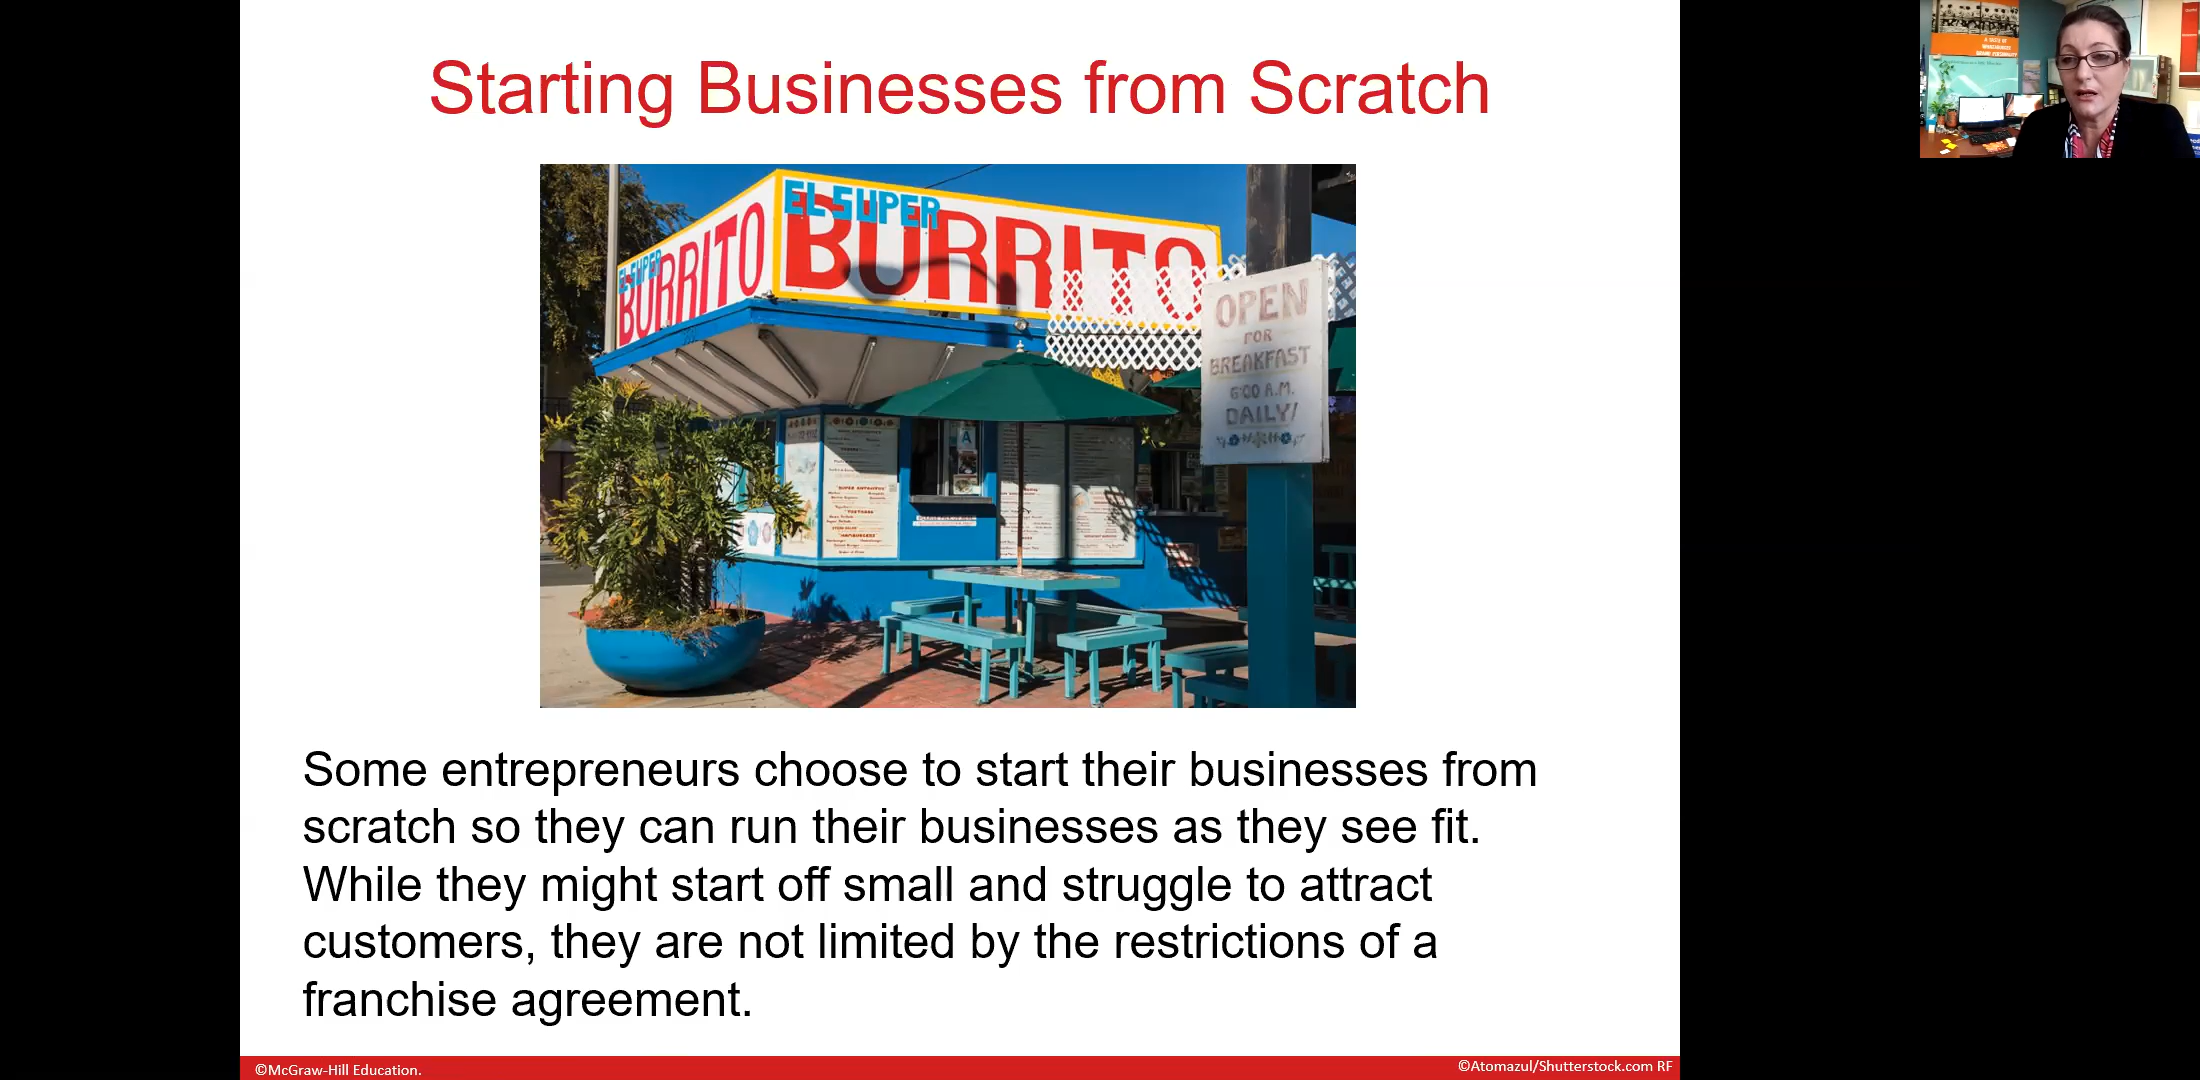 Starting Businesses from Scratch
EL SUPER
BURRITO
EL SUPER
BURRITO
OPEN
FOR
BREAKFAST
6:00 A.M.
DAILY!
A
"HAMBURGERS"
Some entrepreneurs choose to start their businesses from
scratch so they can run their businesses as they see fit.
While they might start off small and struggle to attract
customers, they are not limited by the restrictions of a
franchise agreement.
©McGraw-Hill Education.
©Atomazul/Shutterstock.com RF